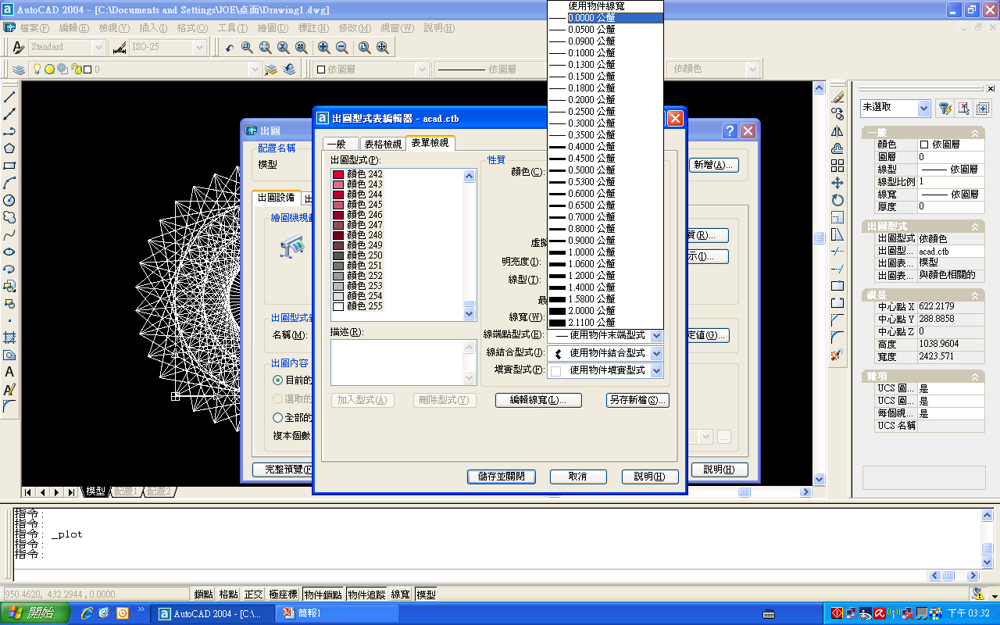 AutoCAD 2004 - [C:\Documents and Settings\JOE\桌面\Drawing1.dwg]
檔案(F) 編輯(E) 檢視(V) 插入(I) 格式(O) 工具(T) 繪圖(D) 標註(N) 修改(M) 視窗(W) 說明(H)
Standard ISO-25
0 依圖層 依圖層 依顏色
使用物件線寬
0.0000 公釐
0.0500 公釐
0.0900 公釐
0.1000 公釐
0.1300 公釐
0.1500 公釐
0.1800 公釐
0.2000 公釐
0.2500 公釐
0.3000 公釐
0.3500 公釐
0.4000 公釐
0.4500 公釐
0.5000 公釐
0.5300 公釐
0.6000 公釐
0.6500 公釐
0.7000 公釐
0.8000 公釐
0.9000 公釐
1.0000 公釐
1.0600 公釐
1.2000 公釐
1.4000 公釐
1.5800 公釐
2.0000 公釐
2.1100 公釐
出圖
配置名稱
模型
新增(A)...
出圖設備
繪圖機規劃
質(R)...
示(I)...
出圖型式表
名稱(M):
定值(G)...
出圖內容
目前的
選取的
全部的
複本個數
...
完整預覽(F
說明(H)
出圖型式表編輯器 - acad.ctb
一般 表格檢視 表單檢視
出圖型式(P):
顏色 242
顏色 243
顏色 244
顏色 245
顏色 246
顏色 247
顏色 248
顏色 249
顏色 250
顏色 251
顏色 252
顏色 253
顏色 254
顏色 255
描述(R):
性質
顏色(C):
虛擬
明亮度(I):
線型(T):
最
線寬(W):
線端點型式(E): 使用物件末端型式
線結合型式(J): 使用物件結合型式
填實型式(F): 使用物件填實型式
加入型式(A) 刪除型式(Y) 編輯線寬(L)... 另存新檔(S)...
儲存並關閉 取消 說明(H)
未選取
一般
顏色 依圖層
圖層 0
線型 依圖層
線型比例 1
線寬 依圖層
厚度 0
出圖型式
出圖型式 依顏色
出圖型... acad.ctb
出圖表... 模型
出圖表... 與顏色相關的
視景
中心點 X 622.2179
中心點 Y 288.8858
中心點 Z 0
高度 1038.9604
寬度 2423.571
雜項
UCS 圖... 是
UCS 圖... 是
每個視... 是
UCS 名稱
模型 配置1 配置2
指令:
指令:
指令: _plot
指令:
指令:
950.4620, 432.2944 , 0.0000 鎖點 格點 正交 極座標 物件鎖點 物件追蹤 線寬 模型
開始 AutoCAD 2004 - [C:\... 簡報1 下午 03:32